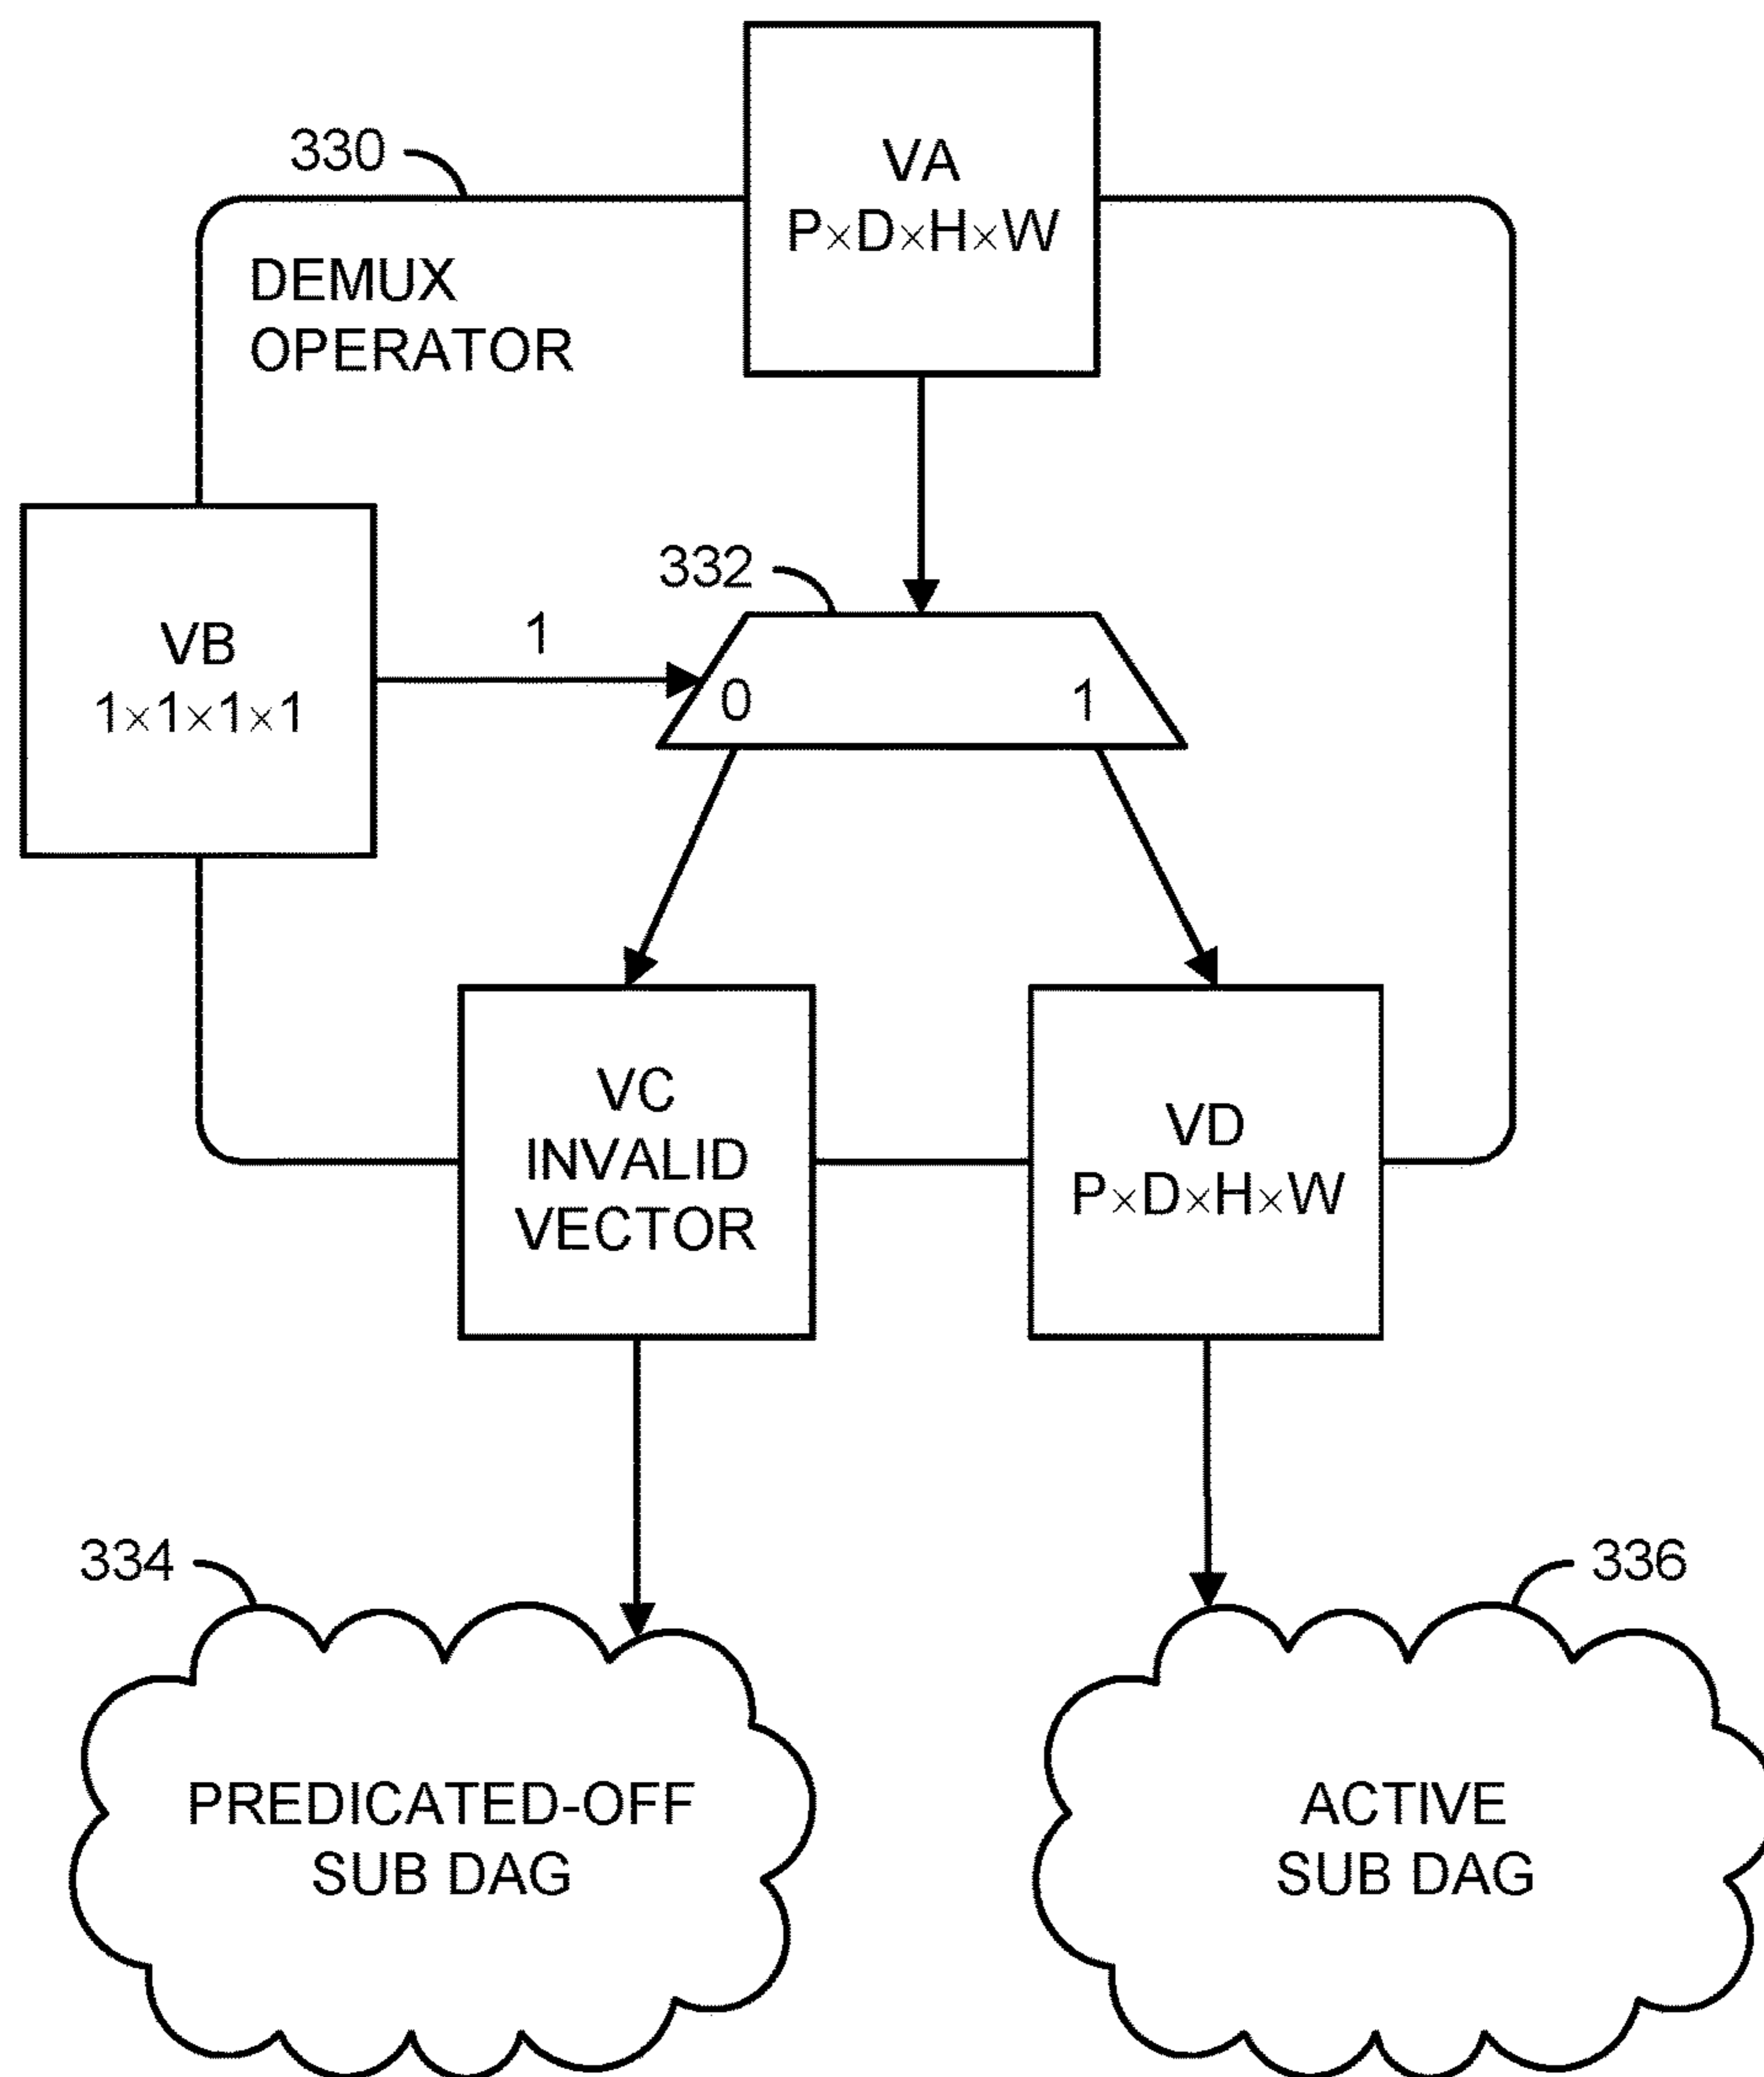 VA
P×D×H×W
330
DEMUX
OPERATOR
332
VB
1×1×1×1
1
0
1
VC
INVALID
VECTOR
VD
P×D×H×W
334
336
PREDICATED-OFF
SUB DAG
ACTIVE
SUB DAG